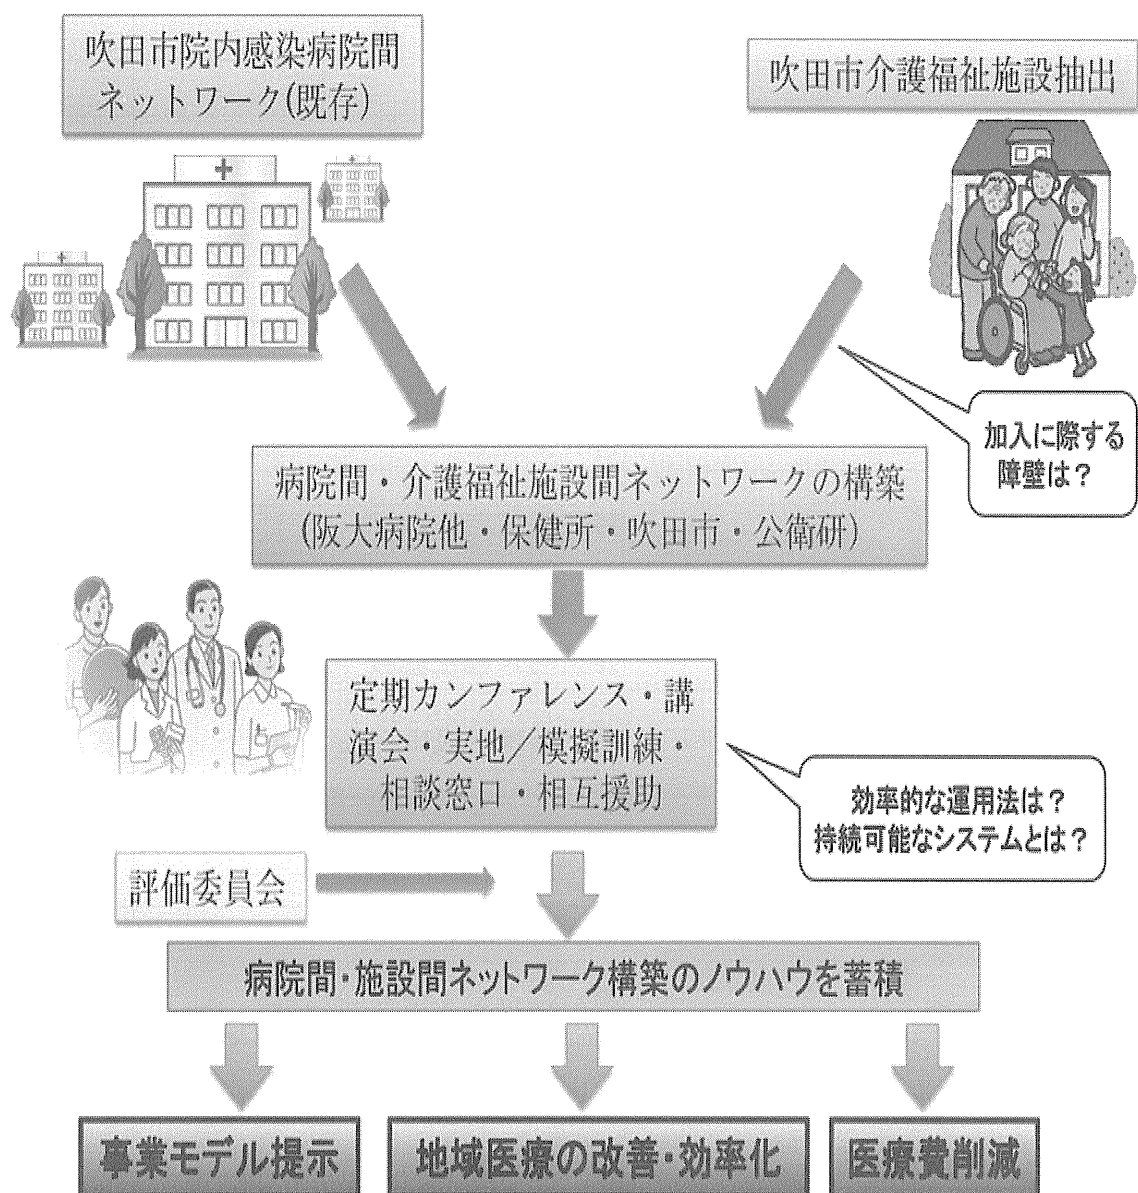 吹田市院内感染病院間
ネットワーク(既存)
吹田市介護福祉施設抽出
加入に際する
障壁は？
病院間・介護福祉施設間ネットワークの構築
(阪大病院他・保健所・吹田市・公衛研)
定期カンファレンス・講
演会・実地／模擬訓練・
相談窓口・相互援助
効率的な運用法は？
持続可能なシステムとは？
評価委員会
病院間・施設間ネットワーク構築のノウハウを蓄積
事業モデル提示
地域医療の改善・効率化
医療費削減